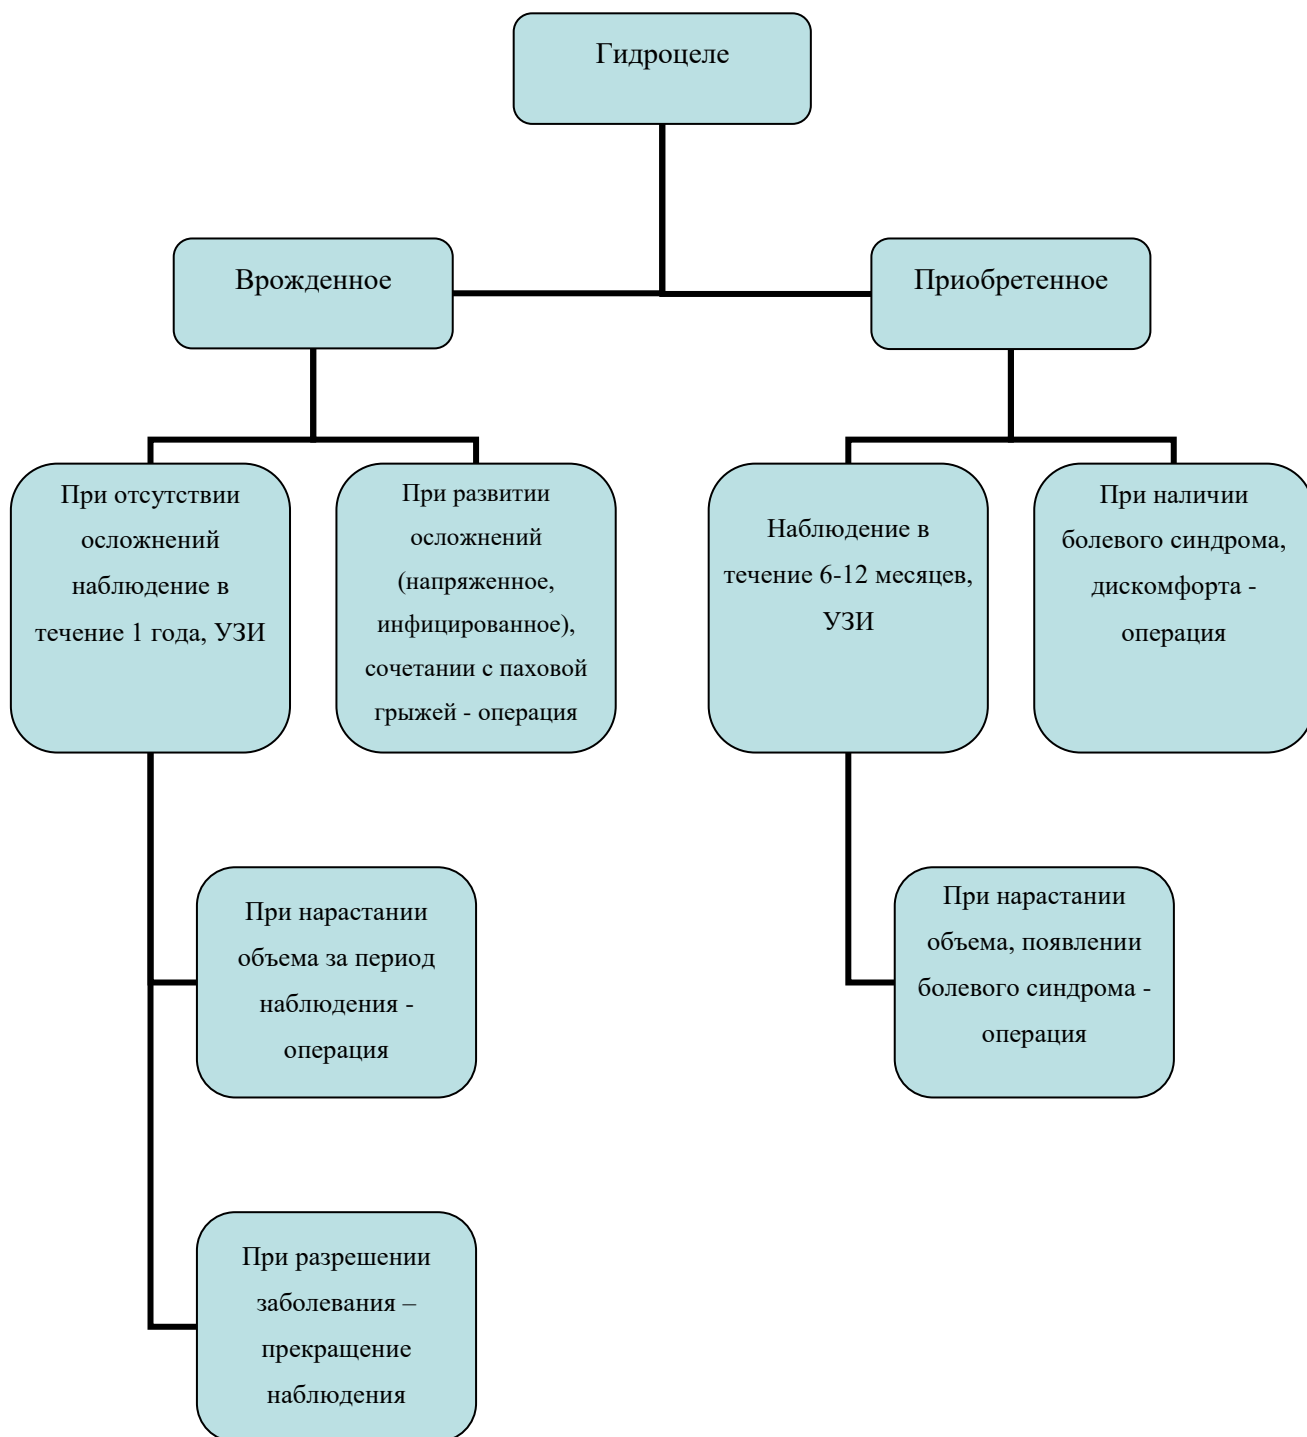 Гидроцеле
Врожденное
Приобретенное
При отсутствии
осложнений
наблюдение в
течение 1 года, УЗИ
При развитии
осложнений
(напряженное,
инфицированное),
сочетании с паховой
грыжей - операция
Наблюдение в
течение 6-12 месяцев,
УЗИ
При наличии
болевого синдрома,
дискомфорта -
операция
При нарастании
объема за период
наблюдения -
операция
При нарастании
объема, появлении
болевого синдрома -
операция
При разрешении
заболевания –
прекращение
наблюдения